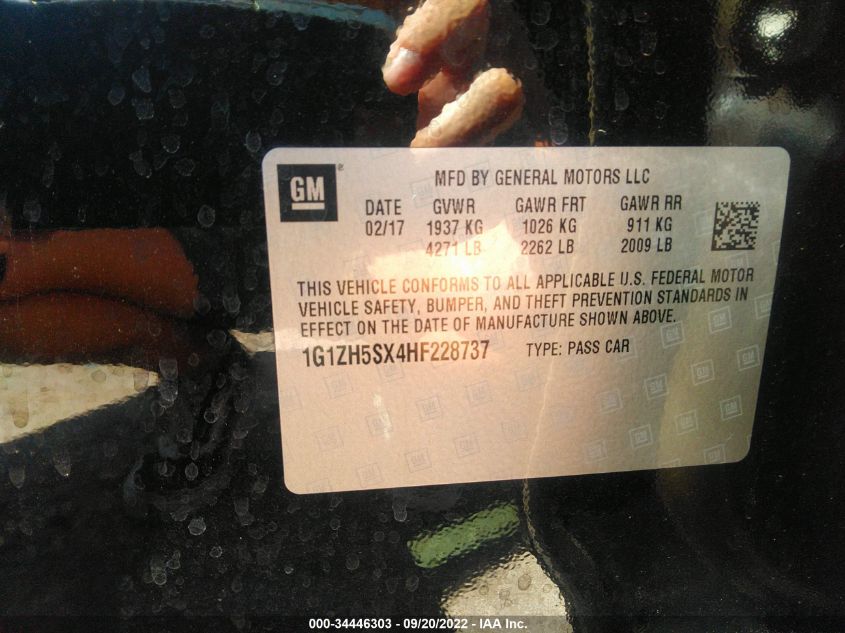 GM
®
MFD BY GENERAL MOTORS LLC
DATE GVWR GAWR FRT GAWR RR
02/17 1937 KG 1026 KG 911 KG
4271 LB 2262 LB 2009 LB
THIS VEHICLE CONFORMS TO ALL APPLICABLE U.S. FEDERAL MOTOR
VEHICLE SAFETY, BUMPER, AND THEFT PREVENTION STANDARDS IN
EFFECT ON THE DATE OF MANUFACTURE SHOWN ABOVE.
1G1ZH5SX4HF228737 TYPE: PASS CAR
000-34446303 - 09/20/2022 - IAA Inc.